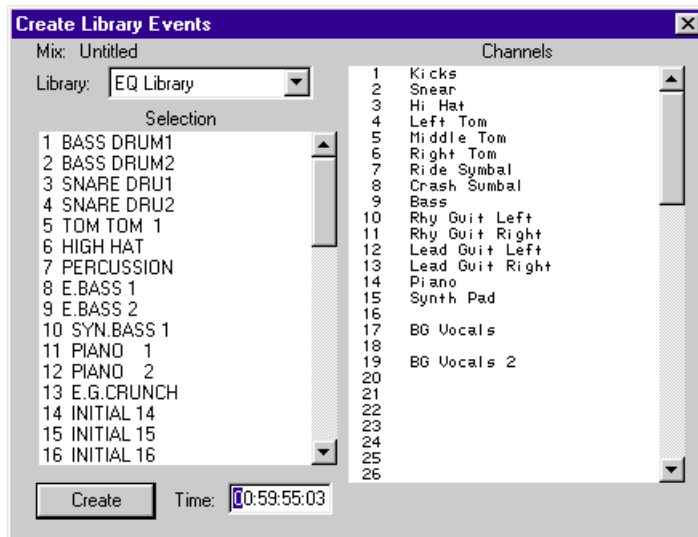 Create Library Events
Mix: Untitled
Library: EQ Library
Selection
1 BASS DRUM1
2 BASS DRUM2
3 SNARE DRU1
4 SNARE DRU2
5 TOM TOM 1
6 HIGH HAT
7 PERCUSSION
8 E.BASS 1
9 E.BASS 2
10 SYN.BASS 1
11 PIANO 1
12 PIANO 2
13 E.G.CRUNCH
14 INITIAL 14
15 INITIAL 15
16 INITIAL 16
Create Time: 00:59:55:03
Channels
1 Kicks
2 Snear
3 Hi Hat
4 Left Tom
5 Middle Tom
6 Right Tom
7 Ride Symbal
8 Crash Sumbal
9 Bass
10 Rhy Guit Left
11 Rhy Guit Right
12 Lead Guit Left
13 Lead Guit Right
14 Piano
15 Synth Pad
16
17 BG Vocals
18
19 BG Vocals 2
20
21
22
23
24
25
26